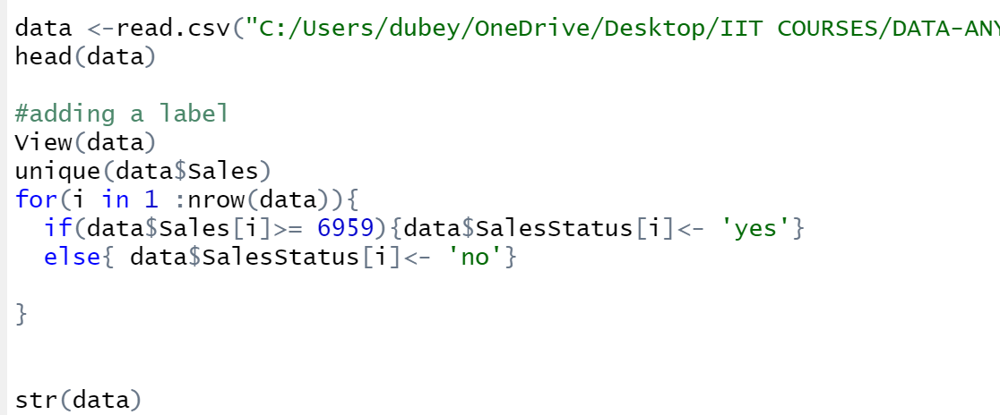 data <-read.csv("C:/Users/dubey/OneDrive/Desktop/IIT COURSES/DATA-ANY
head(data)
#adding a label
View(data)
unique(data$Sales)
for(i in 1 :nrow(data)){
  if(data$Sales[i]>= 6959){data$SalesStatus[i]<- 'yes'}
  else{ data$SalesStatus[i]<- 'no'}
}
str(data)